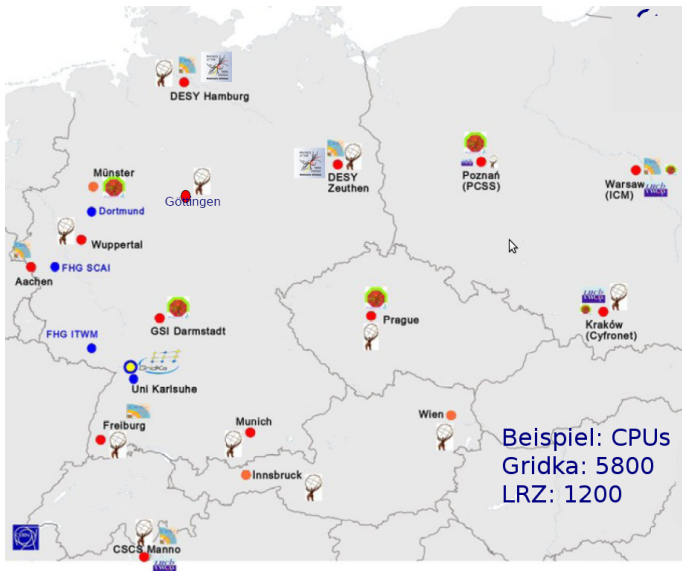 DESY Hamburg
Münster
Dortmund
Göttingen
DESY
Zeuthen
Poznań
(PCSS)
Warsaw
(ICM)
Wuppertal
FHG SCAI
Aachen
GSI Darmstadt
Prague
Kraków
(Cyfronet)
FHG ITWM
GridKa
Uni Karlsuhe
Freiburg
Munich
Wien
Innsbruck
CSCS Manno
Beispiel: CPUs
Gridka: 5800
LRZ: 1200